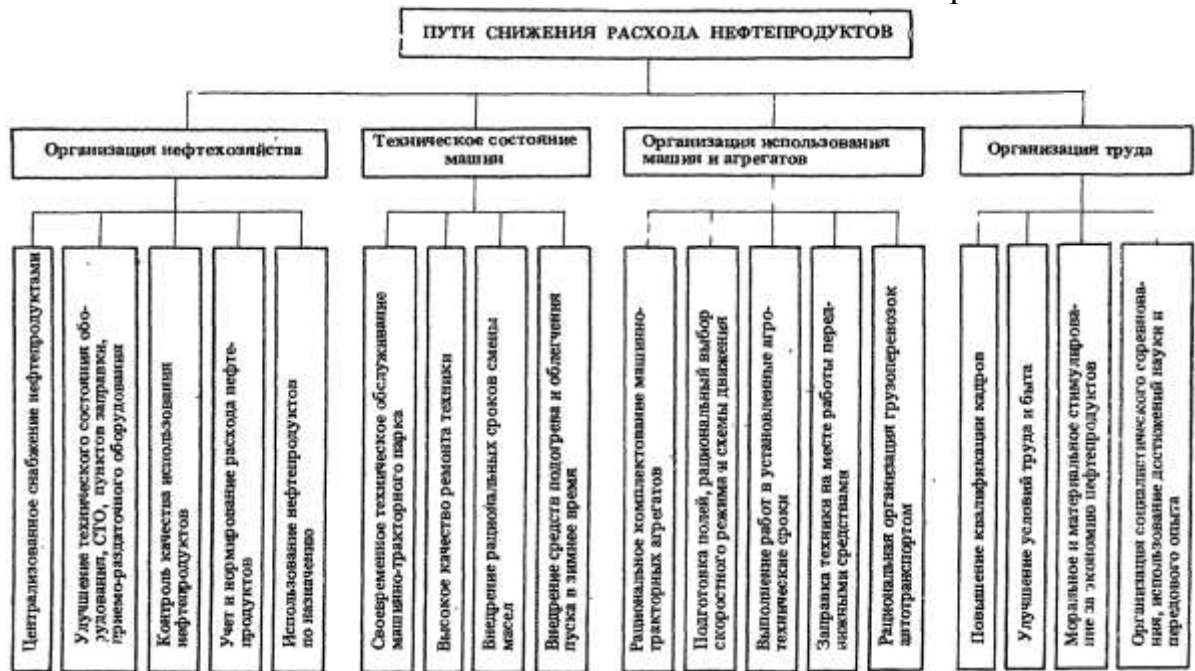 ПУТИ СНИЖЕНИЯ РАСХОДА НЕФТЕПРОДУКТОВ
Организация нефтехозяйства
Централизованное снабжение нефтепродуктами
Улучшение технического состояния обо-
рудования, СТО, пунктов заправки,
приемо-раздаточного оборудования
Контроль качества использования
нефтепродуктов
Учет и нормирование расхода нефте-
продуктов
Использование нефтепродуктов
по назначению
Техническое состояние
машин
Своевременное техническое обслуживание
машинно-тракторного парка
Высокое качество ремонта техники
Внедрение рациональных сроков смены
масел
Внедрение средств подогрева и облегчения
пуска в зимнее время
Организация использования
машин и агрегатов
Рациональное комплектование машинно-
тракторных агрегатов
Подготовка полей, рациональный выбор
скоростного режима и схемы движения
Выполнение работ в установленные агро-
технические сроки
Заправка техники на месте работы перед-
вижными средствами
Рациональная организация грузоперевозок
автотранспортом
Организация труда
Повышение квалификации кадров
Улучшение условий труда и быта
Моральное и материальное стимулирова-
ние за экономию нефтепродуктов
Организация социалистического соревнова-
ния, использование достижений науки и
передового опыта